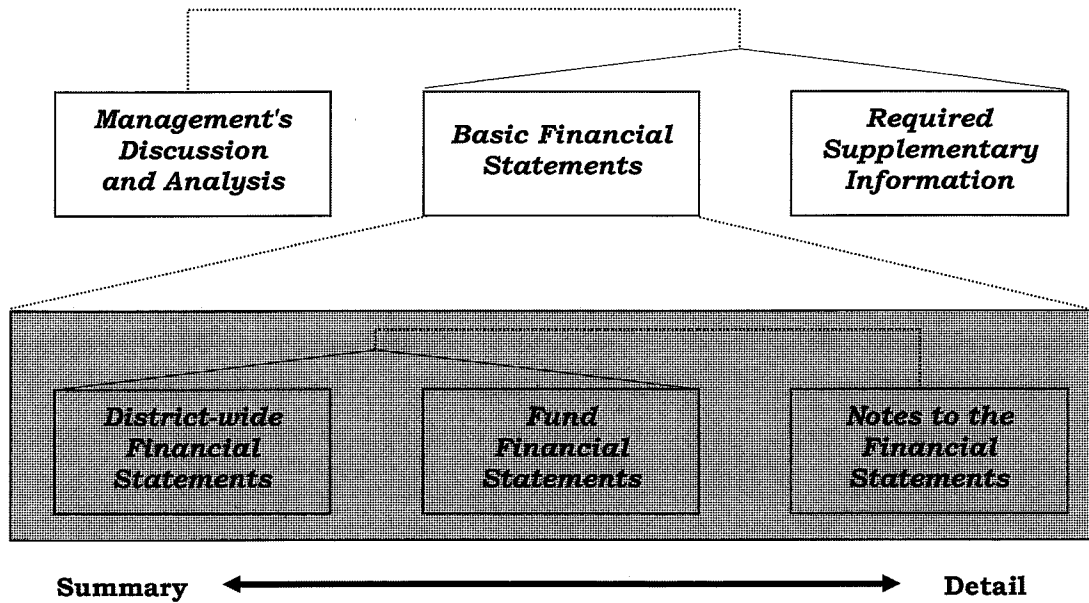 Management's
Discussion
and Analysis
Basic Financial
Statements
Required
Supplementary
Information
District-wide
Financial
Statements
Fund
Financial
Statements
Notes to the
Financial
Statements
Summary
Detail